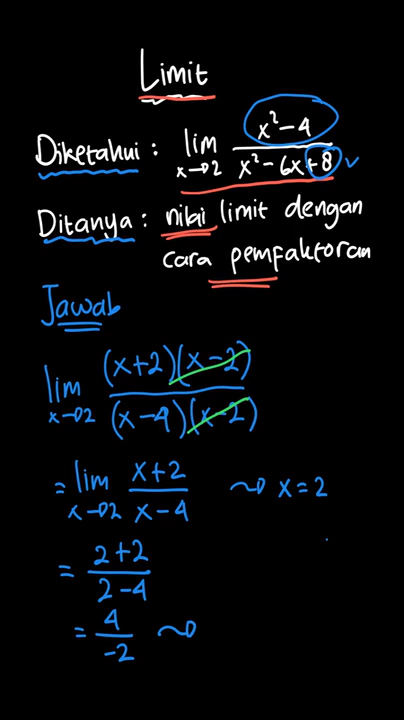 Limit
Diketahui : lim x→2 (x² − 4)/(x² − 6x + 8) ✓
Ditanya : nilai limit dengan
cara pemfaktoran
Jawab
lim x→2 (x+2)(x−2)/(x−4)(x−2)
= lim x→2 (x+2)/(x−4) ~> x = 2
= (2+2)/(2−4)
= 4/−2 ~>